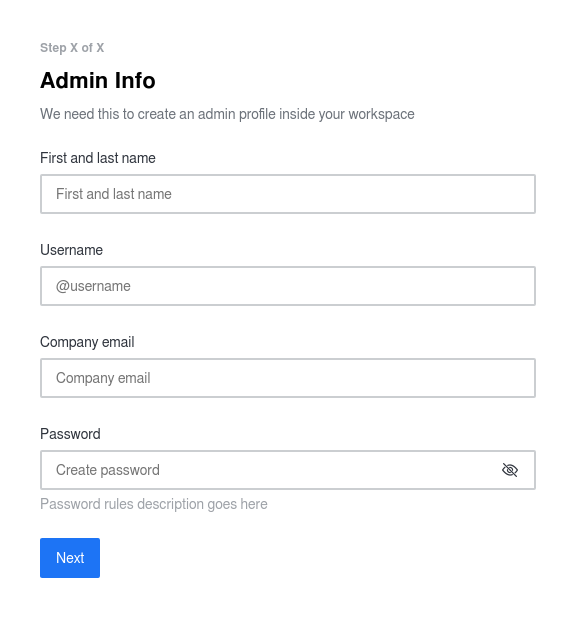 Step X of X
Admin Info
We need this to create an admin profile inside your workspace
First and last name
First and last name
Username
@username
Company email
Company email
Password
Create password
Password rules description goes here
Next